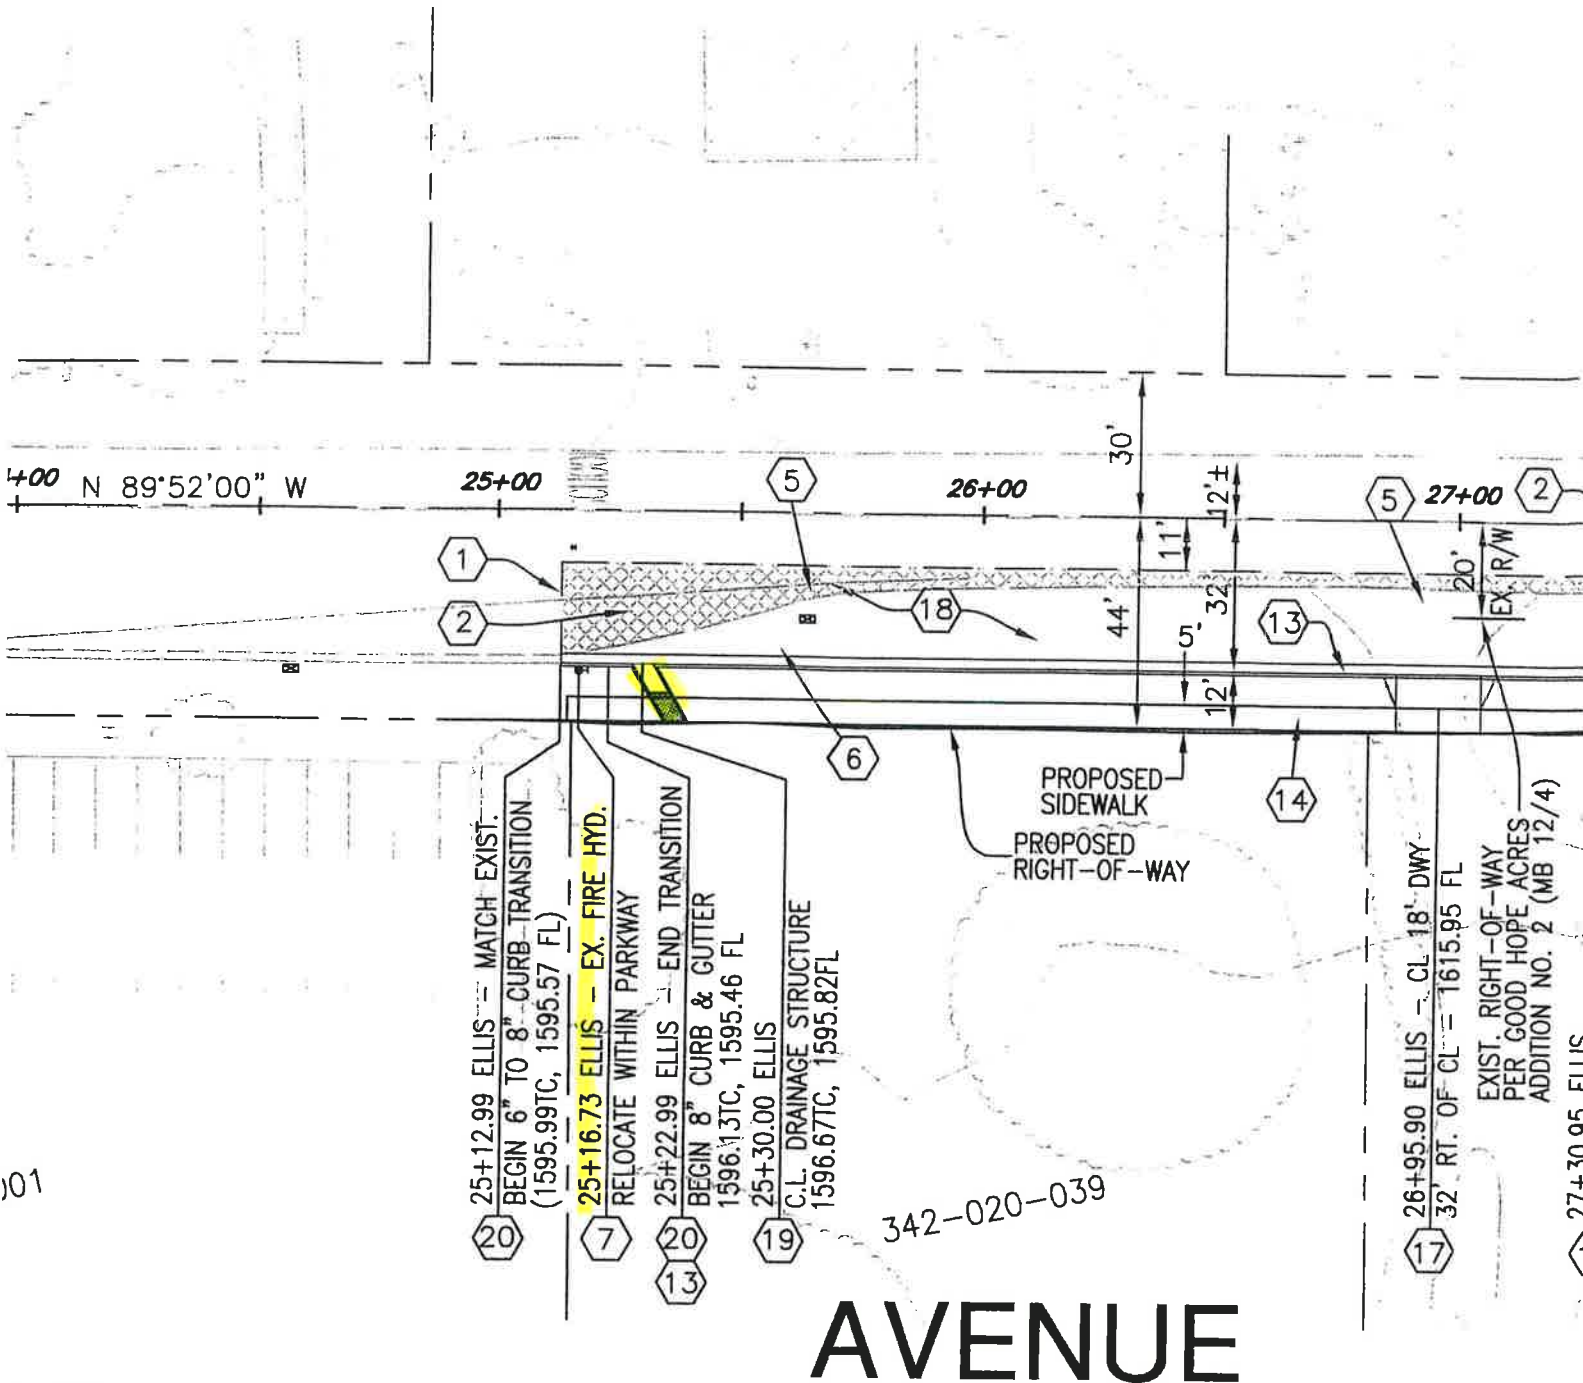 30'
12'±
+00
N 89°52'00" W
25+00
5
26+00
5
27+00
2
1
11'
20'
EX. R/W
2
18
44'
32'
5'
13
12'
6
14
PROPOSED
SIDEWALK
PROPOSED
RIGHT-OF-WAY
25+12.99 ELLIS - MATCH EXIST.
BEGIN 6" TO 8" CURB TRANSITION
(1595.99TC, 1595.57 FL)
20
25+16.73 ELLIS - EX. FIRE HYD.
RELOCATE WITHIN PARKWAY
7
25+22.99 ELLIS - END TRANSITION
BEGIN 8" CURB & GUTTER
1596.13TC, 1595.46 FL
20
13
25+30.00 ELLIS
C.L. DRAINAGE STRUCTURE
1596.67TC, 1595.82FL
19
342-020-039
26+95.90 ELLIS - CL 18' DWY
32' RT. OF CL = 1615.95 FL
17
EXIST. RIGHT-OF-WAY
PER GOOD HOPE ACRES
ADDITION NO. 2 (MB 12/4)
27+30.95 ELLIS
001
AVENUE